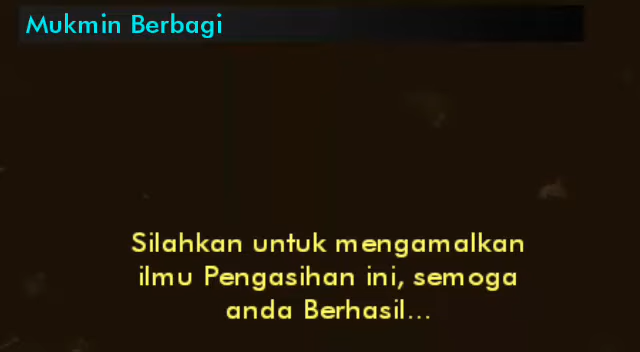 Mukmin Berbagi
Silahkan untuk mengamalkan
ilmu Pengasihan ini, semoga
anda Berhasil...